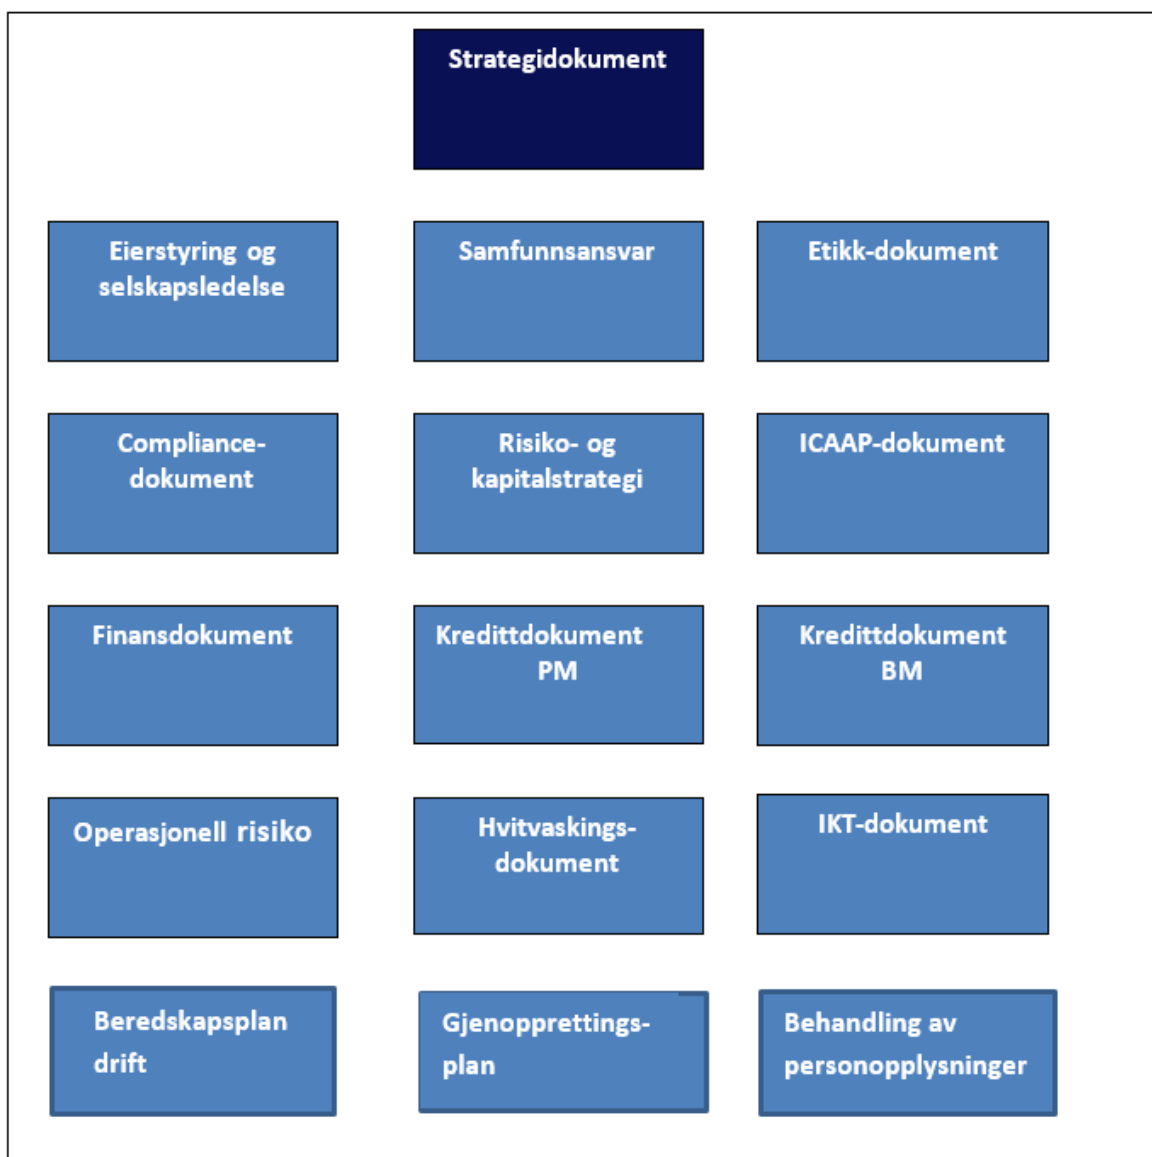 Strategidokument
Eierstyring og
selskapsledelse
Samfunnsansvar
Etikk-dokument
Compliance-
dokument
Risiko- og
kapitalstrategi
ICAAP-dokument
Finansdokument
Kredittdokument
PM
Kredittdokument
BM
Operasjonell risiko
Hvitvaskings-
dokument
IKT-dokument
Beredskapsplan
drift
Gjenopprettings-
plan
Behandling av
personopplysninger